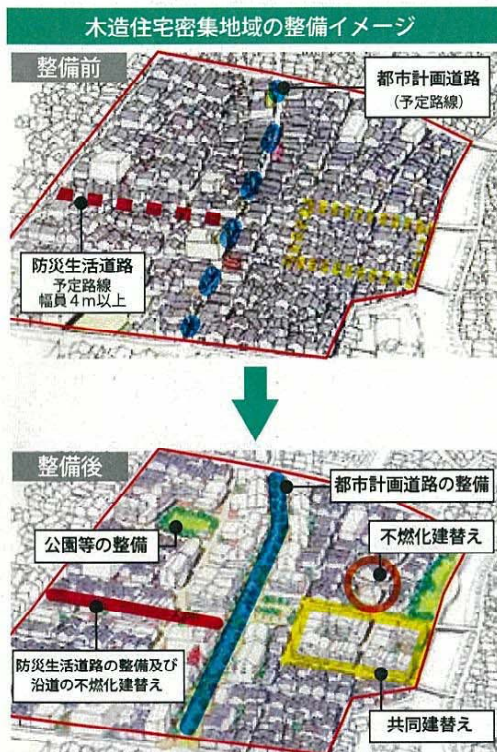 木造住宅密集地域の整備イメージ
整備前
都市計画道路
(予定路線)
防災生活道路
予定路線
幅員4m以上
整備後
都市計画道路の整備
公園等の整備
不燃化建替え
防災生活道路の整備及び
沿道の不燃化建替え
共同建替え